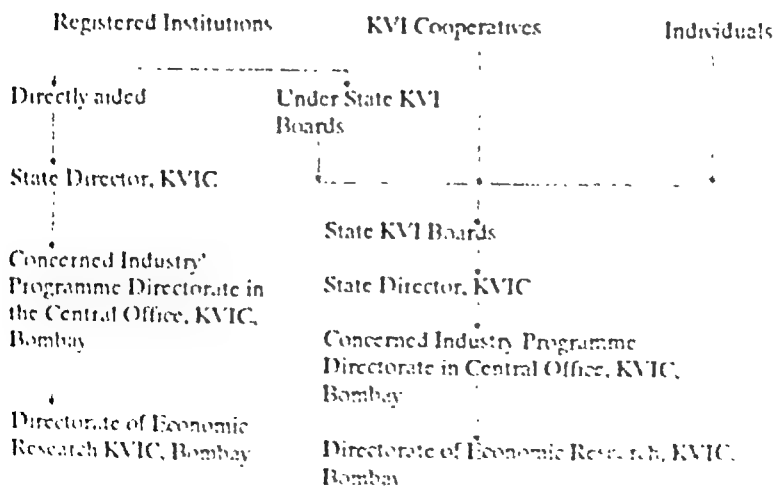 Registered Institutions KVI Cooperatives Individuals
Directly aided
Under State KVI
Boards
State Director, KVIC
State KVI Boards
Concerned Industry'
Programme Directorate in
the Central Office, KVIC,
Bombay
State Director, KVIC
Concerned Industry Programme
Directorate in Central Office, KVIC,
Bombay
Directorate of Economic
Research KVIC, Bombay
Directorate of Economic Research, KVIC,
Bombay